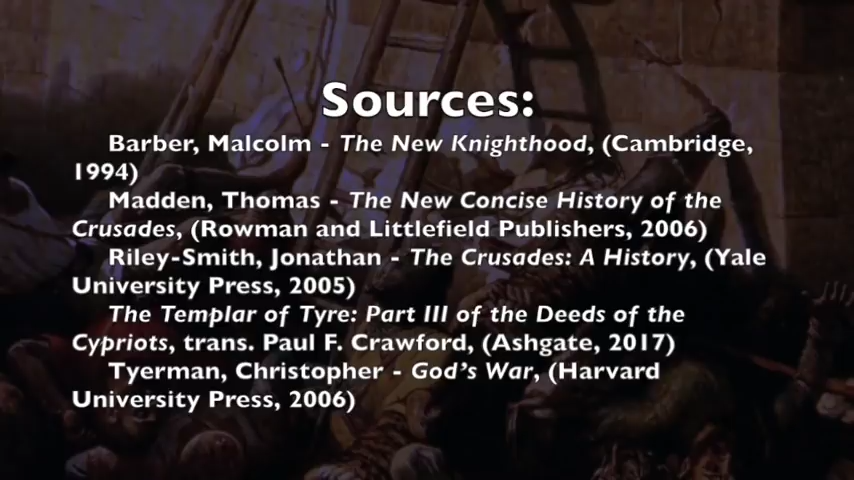 Sources:
Barber, Malcolm - The New Knighthood, (Cambridge,
1994)
Madden, Thomas - The New Concise History of the
Crusades, (Rowman and Littlefield Publishers, 2006)
Riley-Smith, Jonathan - The Crusades: A History, (Yale
University Press, 2005)
The Templar of Tyre: Part III of the Deeds of the
Cypriots, trans. Paul F. Crawford, (Ashgate, 2017)
Tyerman, Christopher - God's War, (Harvard
University Press, 2006)